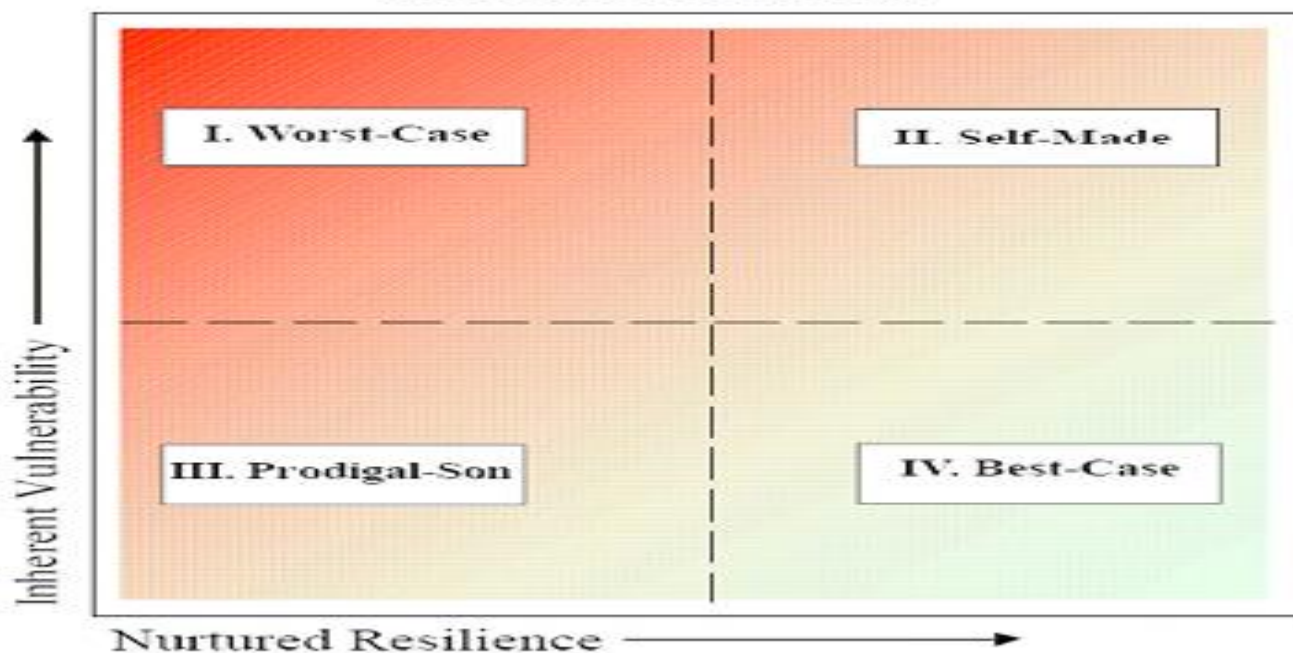 I. Worst-Case
II. Self-Made
III. Prodigal-Son
IV. Best-Case
Inherent Vulnerability
Nurtured Resilience